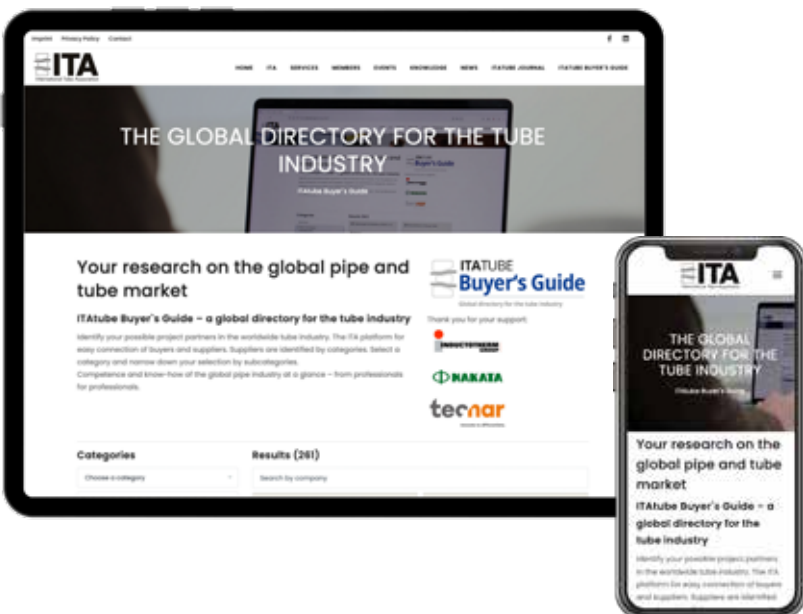 Imprint Privacy Policy Contact
ITA
International Tube Association
HOME ITA SERVICES MEMBERS EVENTS KNOWLEDGE NEWS ITATUBE JOURNAL ITATUBE BUYER'S GUIDE
THE GLOBAL DIRECTORY FOR THE TUBE
INDUSTRY
ITAtube Buyer's Guide
Buyer's Guide
Your research on the global pipe and
tube market
ITAtube Buyer's Guide – a global directory for the tube industry
Identify your possible project partners in the worldwide tube industry. The ITA platform for
easy connection of buyers and suppliers. Suppliers are identified by categories. Select a
category and narrow down your selection by subcategories.
Competence and know-how of the global pipe industry at a glance – from professionals
for professionals.
ITATUBE
Buyer's Guide
Global directory for the tube industry
Thank you for your support:
INDUCTOTHERM
GROUP
NAKATA
tecnar
Categories
Choose a category
Results (261)
Search by company
ITA
THE GLOBAL
DIRECTORY FOR THE
TUBE INDUSTRY
ITAtube Buyer's Guide
Your research on the
global pipe and tube
market
ITAtube Buyer's Guide – a
global directory for the
tube industry
Identify your possible project partners
in the worldwide tube industry. The ITA
platform for easy connection of buyers
and suppliers. Suppliers are identified